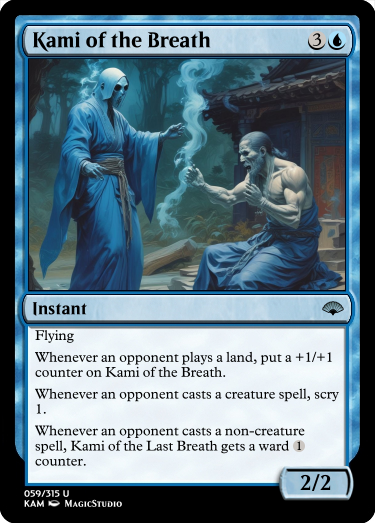 Kami of the Breath 3
Instant
Flying
Whenever an opponent plays a land, put a +1/+1
counter on Kami of the Breath.
Whenever an opponent casts a creature spell, scry
1.
Whenever an opponent casts a non-creature
spell, Kami of the Last Breath gets a ward 1
counter.
2/2
059/315 U
KAM MagicStudio